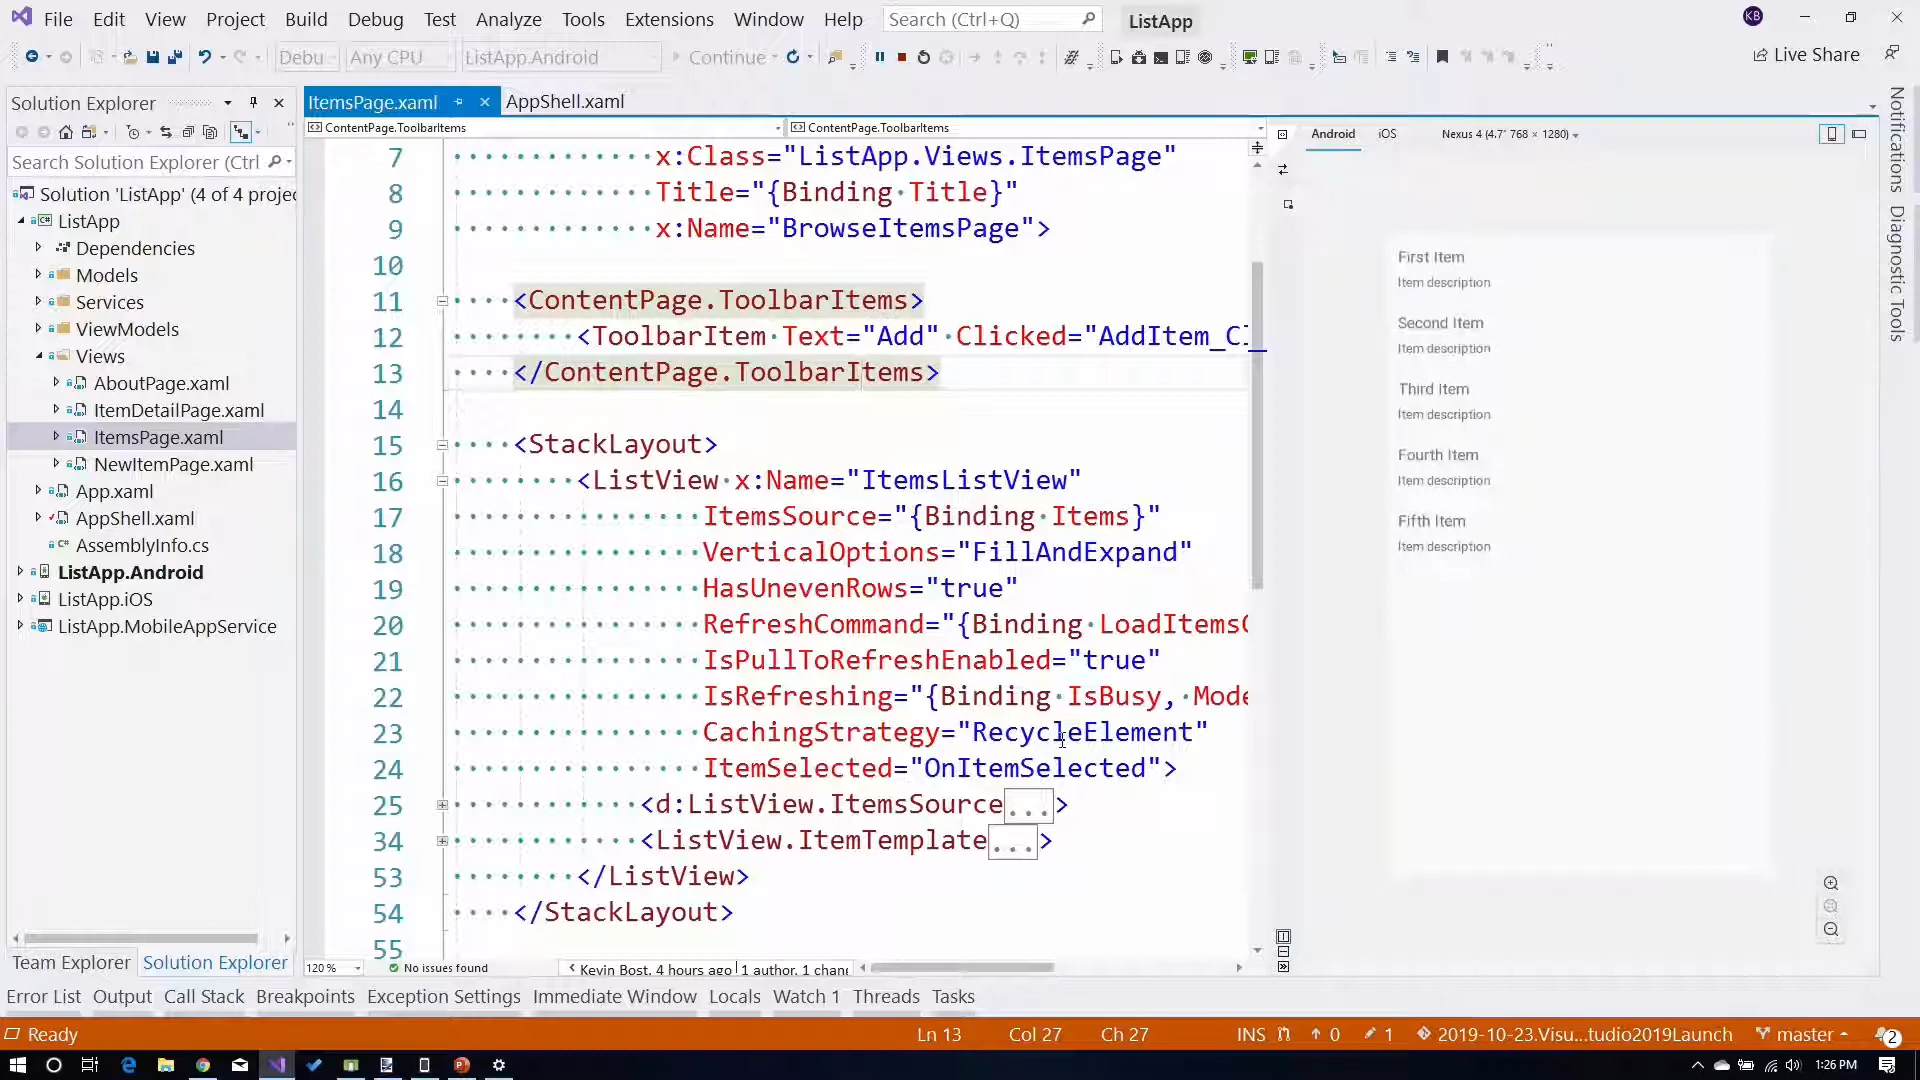 File Edit View Project Build Debug Test Analyze Tools Extensions Window Help Search (Ctrl+Q) ListApp KB
Debu Any CPU ListApp.Android Continue Live Share
Solution Explorer
Search Solution Explorer (Ctrl
Solution 'ListApp' (4 of 4 projec
ListApp
Dependencies
Models
Services
ViewModels
Views
AboutPage.xaml
ItemDetailPage.xaml
ItemsPage.xaml
NewItemPage.xaml
App.xaml
AppShell.xaml
AssemblyInfo.cs
ListApp.Android
ListApp.iOS
ListApp.MobileAppService
Team Explorer Solution Explorer
ItemsPage.xaml AppShell.xaml
ContentPage.ToolbarItems ContentPage.ToolbarItems
7 x:Class="ListApp.Views.ItemsPage"
8 Title="{Binding Title}"
9 x:Name="BrowseItemsPage">
10
11 <ContentPage.ToolbarItems>
12 <ToolbarItem Text="Add" Clicked="AddItem_Cl
13 </ContentPage.ToolbarItems>
14
15 <StackLayout>
16 <ListView x:Name="ItemsListView"
17 ItemsSource="{Binding Items}"
18 VerticalOptions="FillAndExpand"
19 HasUnevenRows="true"
20 RefreshCommand="{Binding LoadItemsC
21 IsPullToRefreshEnabled="true"
22 IsRefreshing="{Binding IsBusy, Mode
23 CachingStrategy="RecycleElement"
24 ItemSelected="OnItemSelected">
25 <d:ListView.ItemsSource...>
34 <ListView.ItemTemplate...>
53 </ListView>
54 </StackLayout>
55
120 % No issues found Kevin Bost, 4 hours ago | 1 author, 1 chang
Android iOS Nexus 4 (4.7" 768 × 1280)
First Item
Item description
Second Item
Item description
Third Item
Item description
Fourth Item
Item description
Fifth Item
Item description
Notifications
Diagnostic Tools
Error List Output Call Stack Breakpoints Exception Settings Immediate Window Locals Watch 1 Threads Tasks
Ready Ln 13 Col 27 Ch 27 INS 0 1 2019-10-23.Visu...tudio2019Launch master 2
1:26 PM